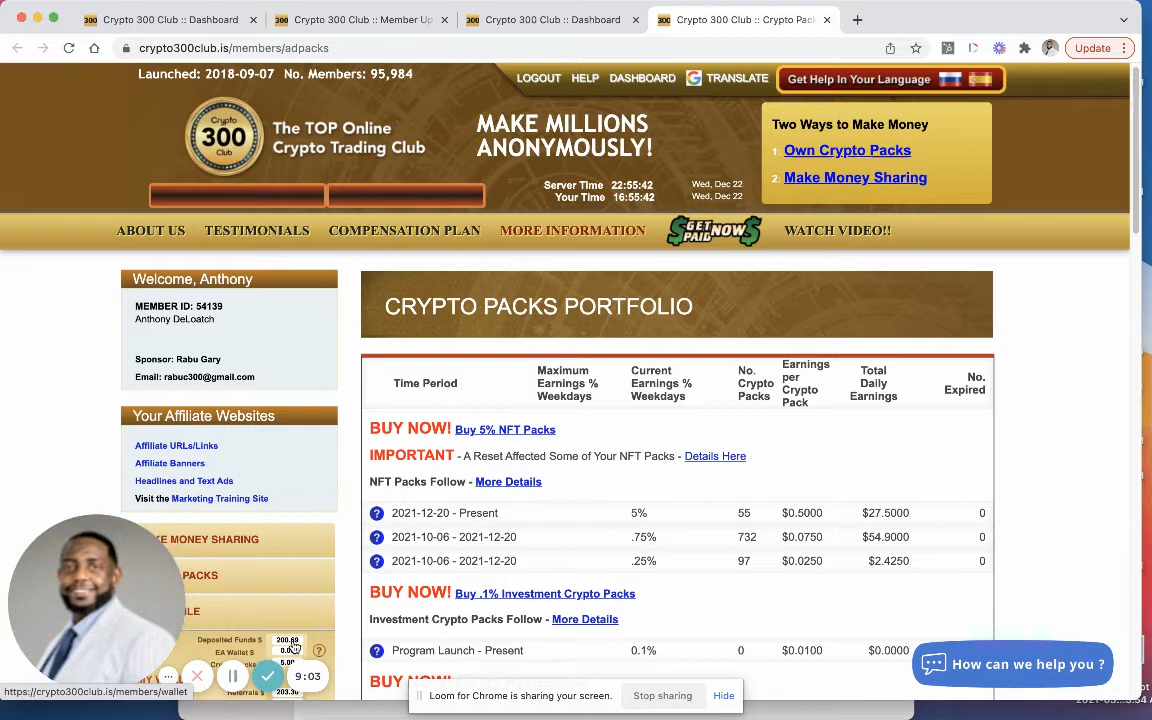 Crypto 300 Club :: Dashboard
Crypto 300 Club :: Member Up
Crypto 300 Club :: Dashboard
Crypto 300 Club :: Crypto Pack
crypto300club.is/members/adpacks
Update
Launched: 2018-09-07 No. Members: 95,984
LOGOUT HELP DASHBOARD TRANSLATE
Get Help In Your Language
Crypto
300
Club
The TOP Online
Crypto Trading Club
MAKE MILLIONS
ANONYMOUSLY!
Server Time 22:55:42 Wed, Dec 22
Your Time 16:55:42 Wed, Dec 22
Two Ways to Make Money
1: Own Crypto Packs
2: Make Money Sharing
ABOUT US TESTIMONIALS COMPENSATION PLAN MORE INFORMATION GET PAID NOW WATCH VIDEO!!
Welcome, Anthony
MEMBER ID: 54139
Anthony DeLoatch
Sponsor: Rabu Gary
Email: rabuc300@gmail.com
Your Affiliate Websites
Affiliate URLs/Links
Affiliate Banners
Headlines and Text Ads
Visit the Marketing Training Site
MONEY SHARING
PACKS
Deposited Funds $ 200.69
EA Wallet $
CRYPTO PACKS PORTFOLIO
Time Period
Maximum Earnings % Weekdays
Current Earnings % Weekdays
No. Crypto Packs
Earnings per Crypto Pack
Total Daily Earnings
No. Expired
BUY NOW! Buy 5% NFT Packs
IMPORTANT - A Reset Affected Some of Your NFT Packs - Details Here
NFT Packs Follow - More Details
2021-12-20 - Present 5% 55 $0.5000 $27.5000 0
2021-10-06 - 2021-12-20 .75% 732 $0.0750 $54.9000 0
2021-10-06 - 2021-12-20 .25% 97 $0.0250 $2.4250 0
BUY NOW! Buy .1% Investment Crypto Packs
Investment Crypto Packs Follow - More Details
Program Launch - Present 0.1% 0 $0.0100 $0.0000
BUY
How can we help you ?
9:03
https://crypto300club.is/members/wallet
Loom for Chrome is sharing your screen. Stop sharing Hide